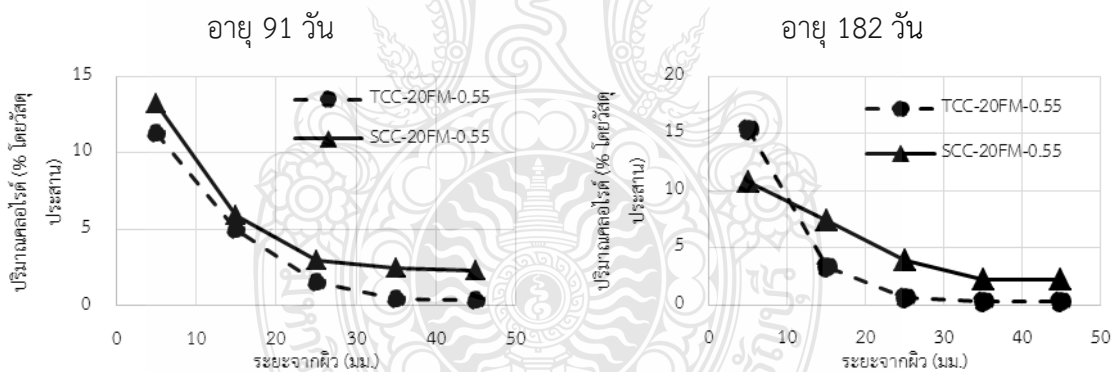 อายุ 91 วัน
ปริมาณคลอไรด์ (% โดยวัสดุ
ประสาน)
15
10
5
0
TCC-20FM-0.55
SCC-20FM-0.55
0 10 20 30 40 50
ระยะจากผิว (มม.)
อายุ 182 วัน
ปริมาณคลอไรด์ (% โดยวัสดุ
ประสาน)
20
15
10
5
0
TCC-20FM-0.55
SCC-20FM-0.55
0 10 20 30 40 50
ระยะจากผิว (มม.)